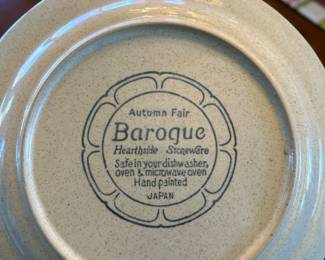 Autumn Fair
Baroque
Hearthside Stoneware
Safe in your dishwasher,
oven & microwave oven
Hand painted
JAPAN